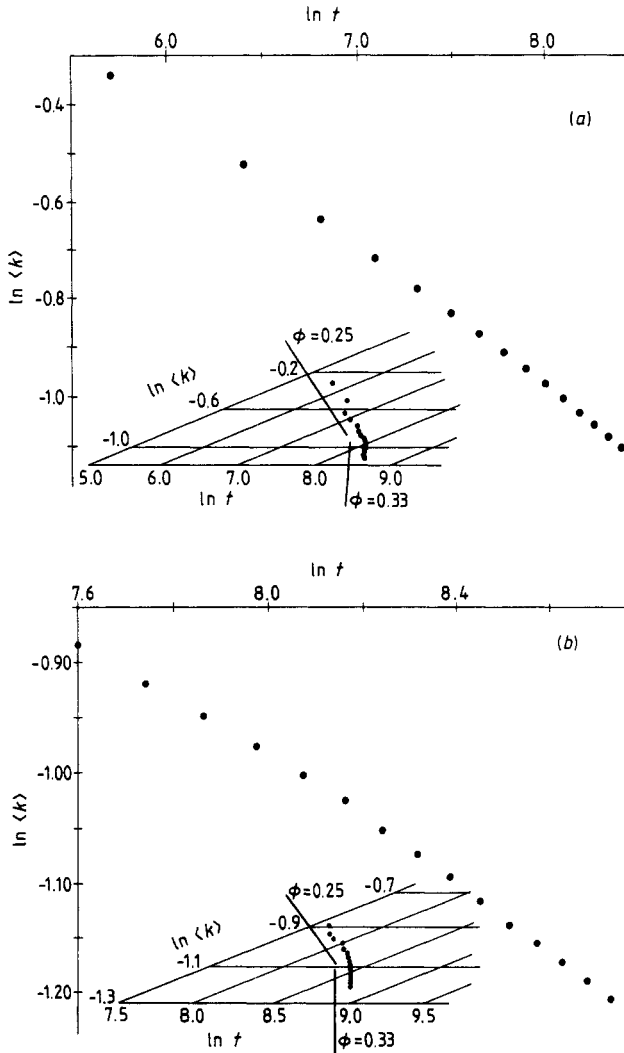 ln t
6.0 7.0 8.0
-0.4
(a)
-0.6
ln ⟨k⟩
-0.8
ϕ=0.25
-0.2
ln ⟨k⟩
-1.0
-0.6
-1.0
5.0 6.0 7.0 8.0 9.0
ln t
ϕ=0.33
ln t
7.6 8.0 8.4
(b)
-0.90
-1.00
ln ⟨k⟩
-1.10
ϕ=0.25
-0.7
-0.9
ln ⟨k⟩
-1.1
-1.20
-1.3
7.5 8.0 8.5 9.0 9.5
ln t
ϕ=0.33